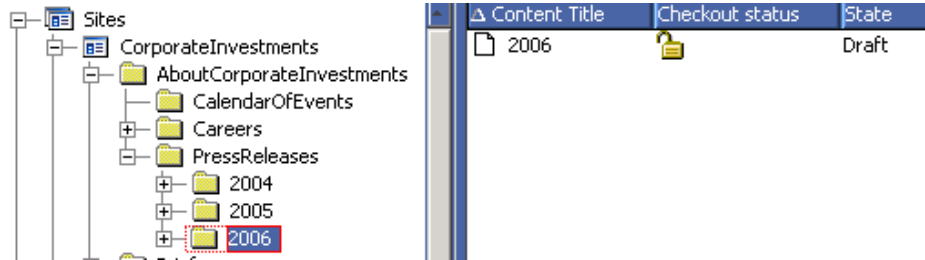 Sites
CorporateInvestments
AboutCorporateInvestments
CalendarOfEvents
Careers
PressReleases
2004
2005
2006
Δ Content Title Checkout status State
2006 Draft